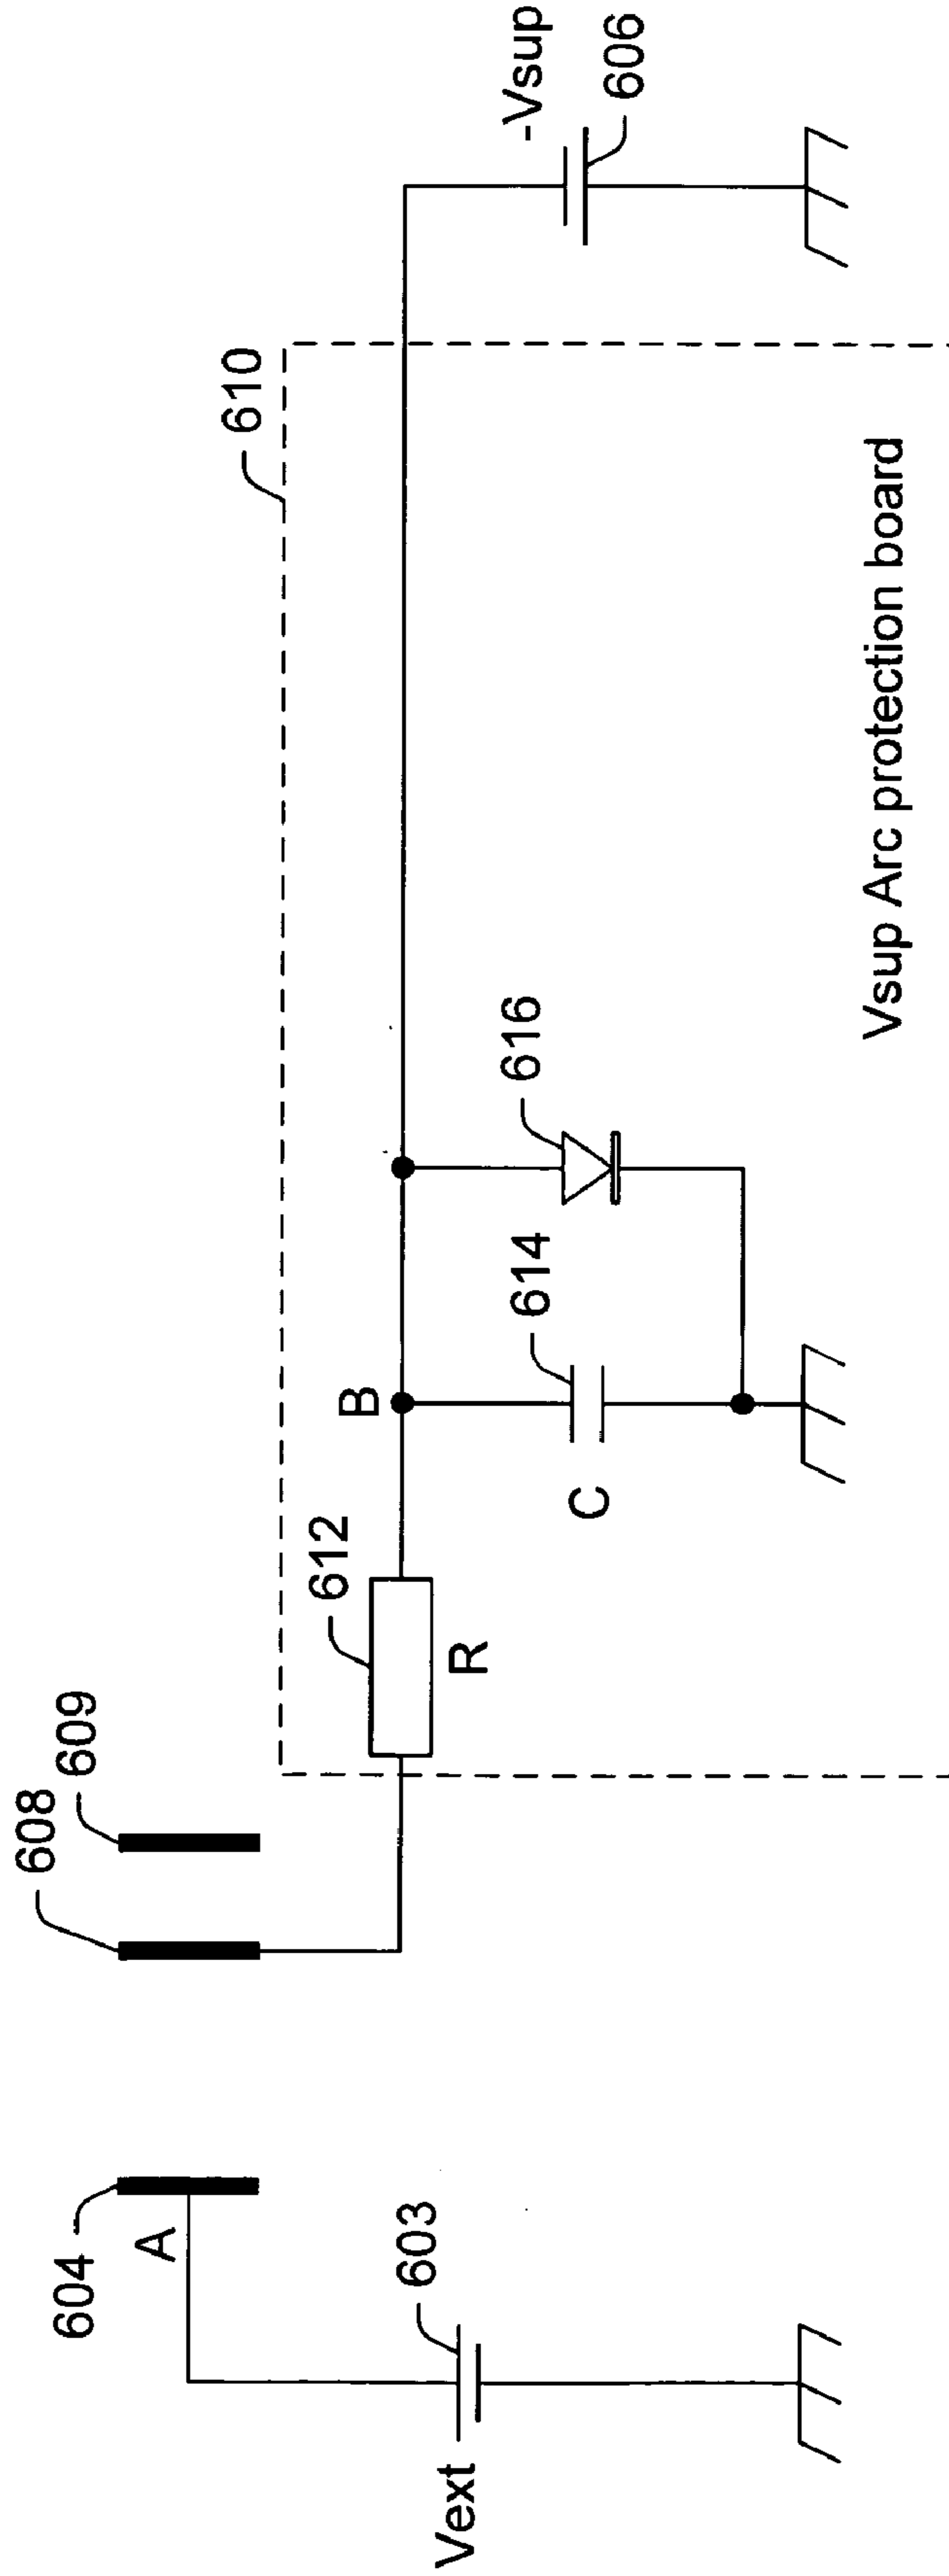 604
A
Vext
603
608
609
612
R
B
C
614
616
610
-Vsup
606
Vsup Arc protection board